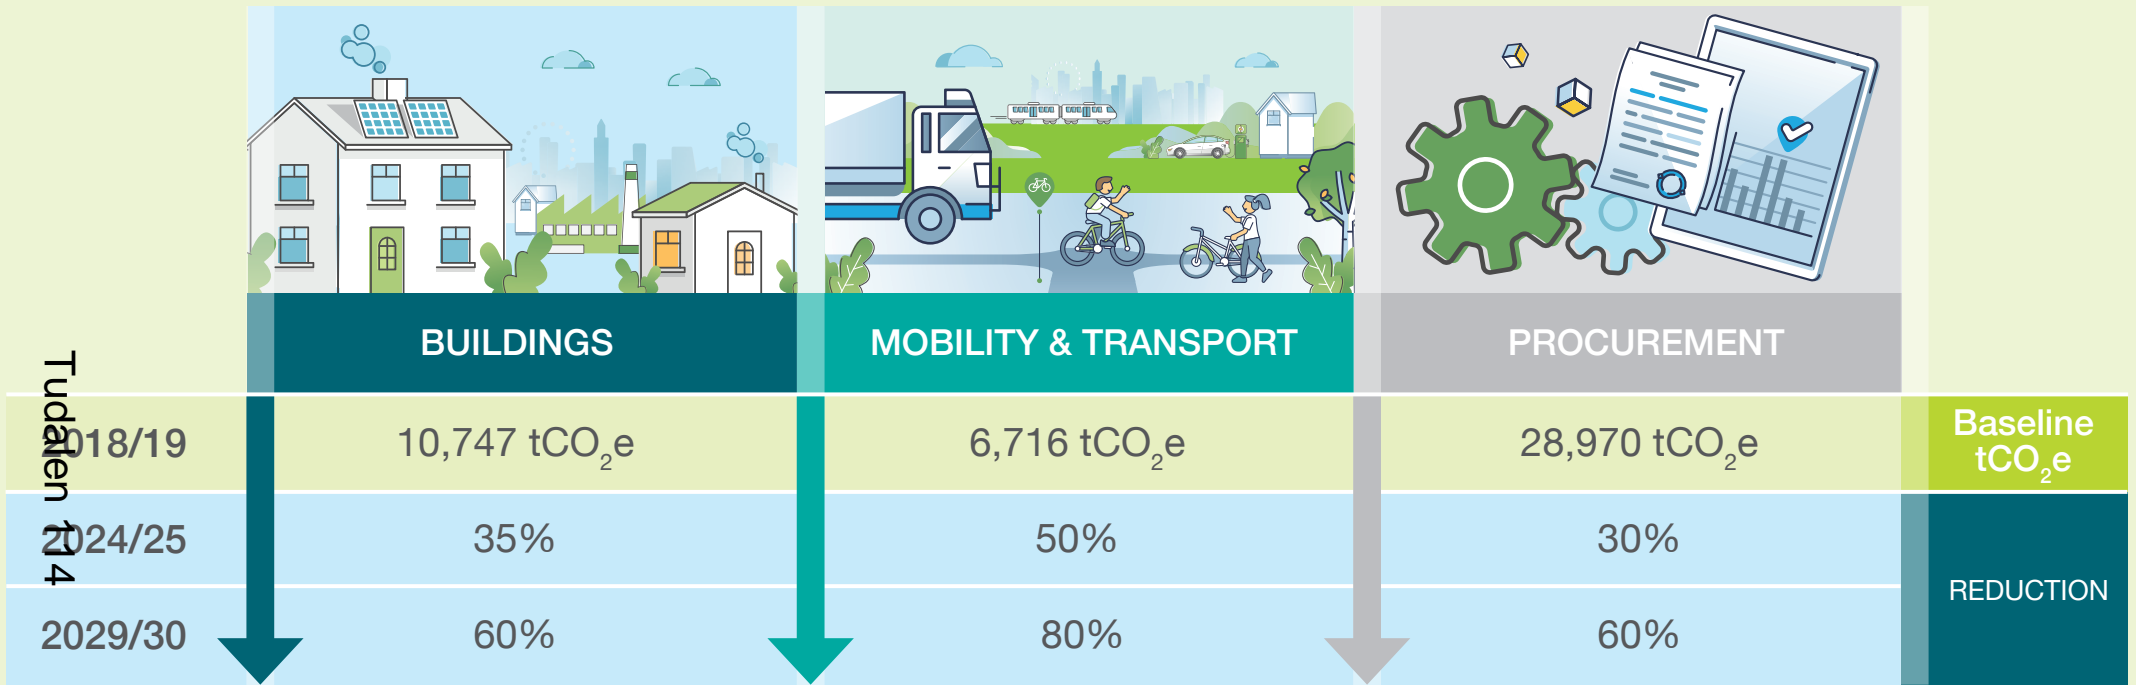 BUILDINGS
MOBILITY & TRANSPORT
PROCUREMENT
2018/19
10,747 tCO₂e
6,716 tCO₂e
28,970 tCO₂e
Baseline
tCO₂e
2024/25
35%
50%
30%
REDUCTION
2029/30
60%
80%
60%
Tudalen 114